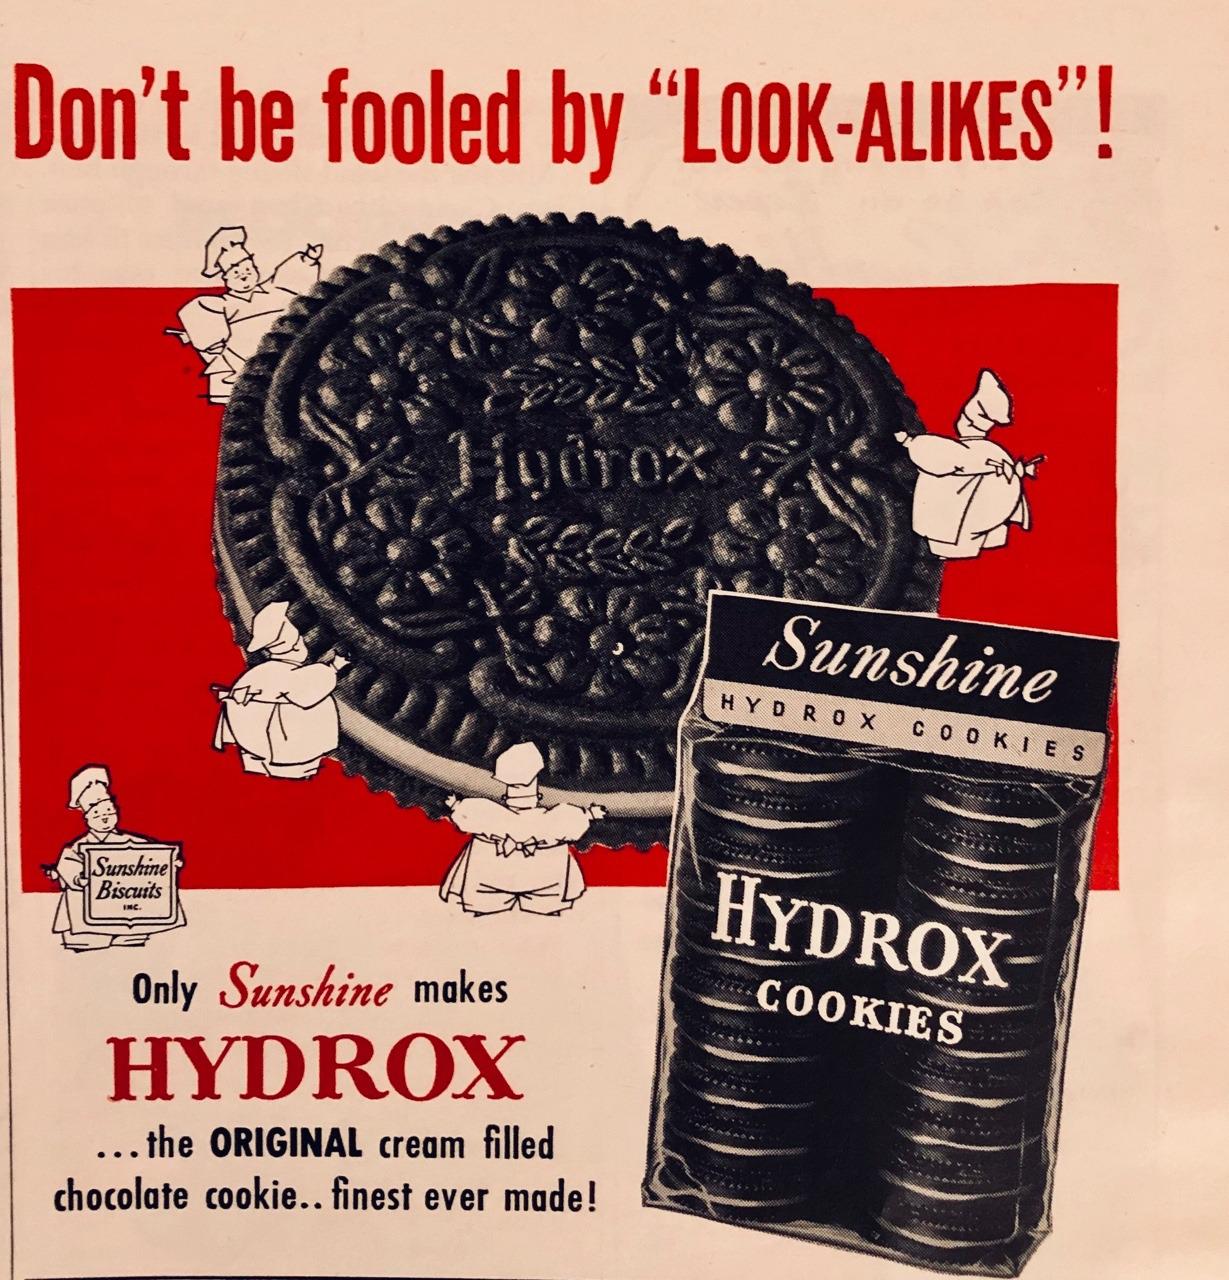 Don't be fooled by "LOOK-ALIKES"!
Hydrox
Sunshine
HYDROX COOKIES
HYDROX
COOKIES
Sunshine
Biscuits
INC.
Only Sunshine makes
HYDROX
...the ORIGINAL cream filled
chocolate cookie.. finest ever made!